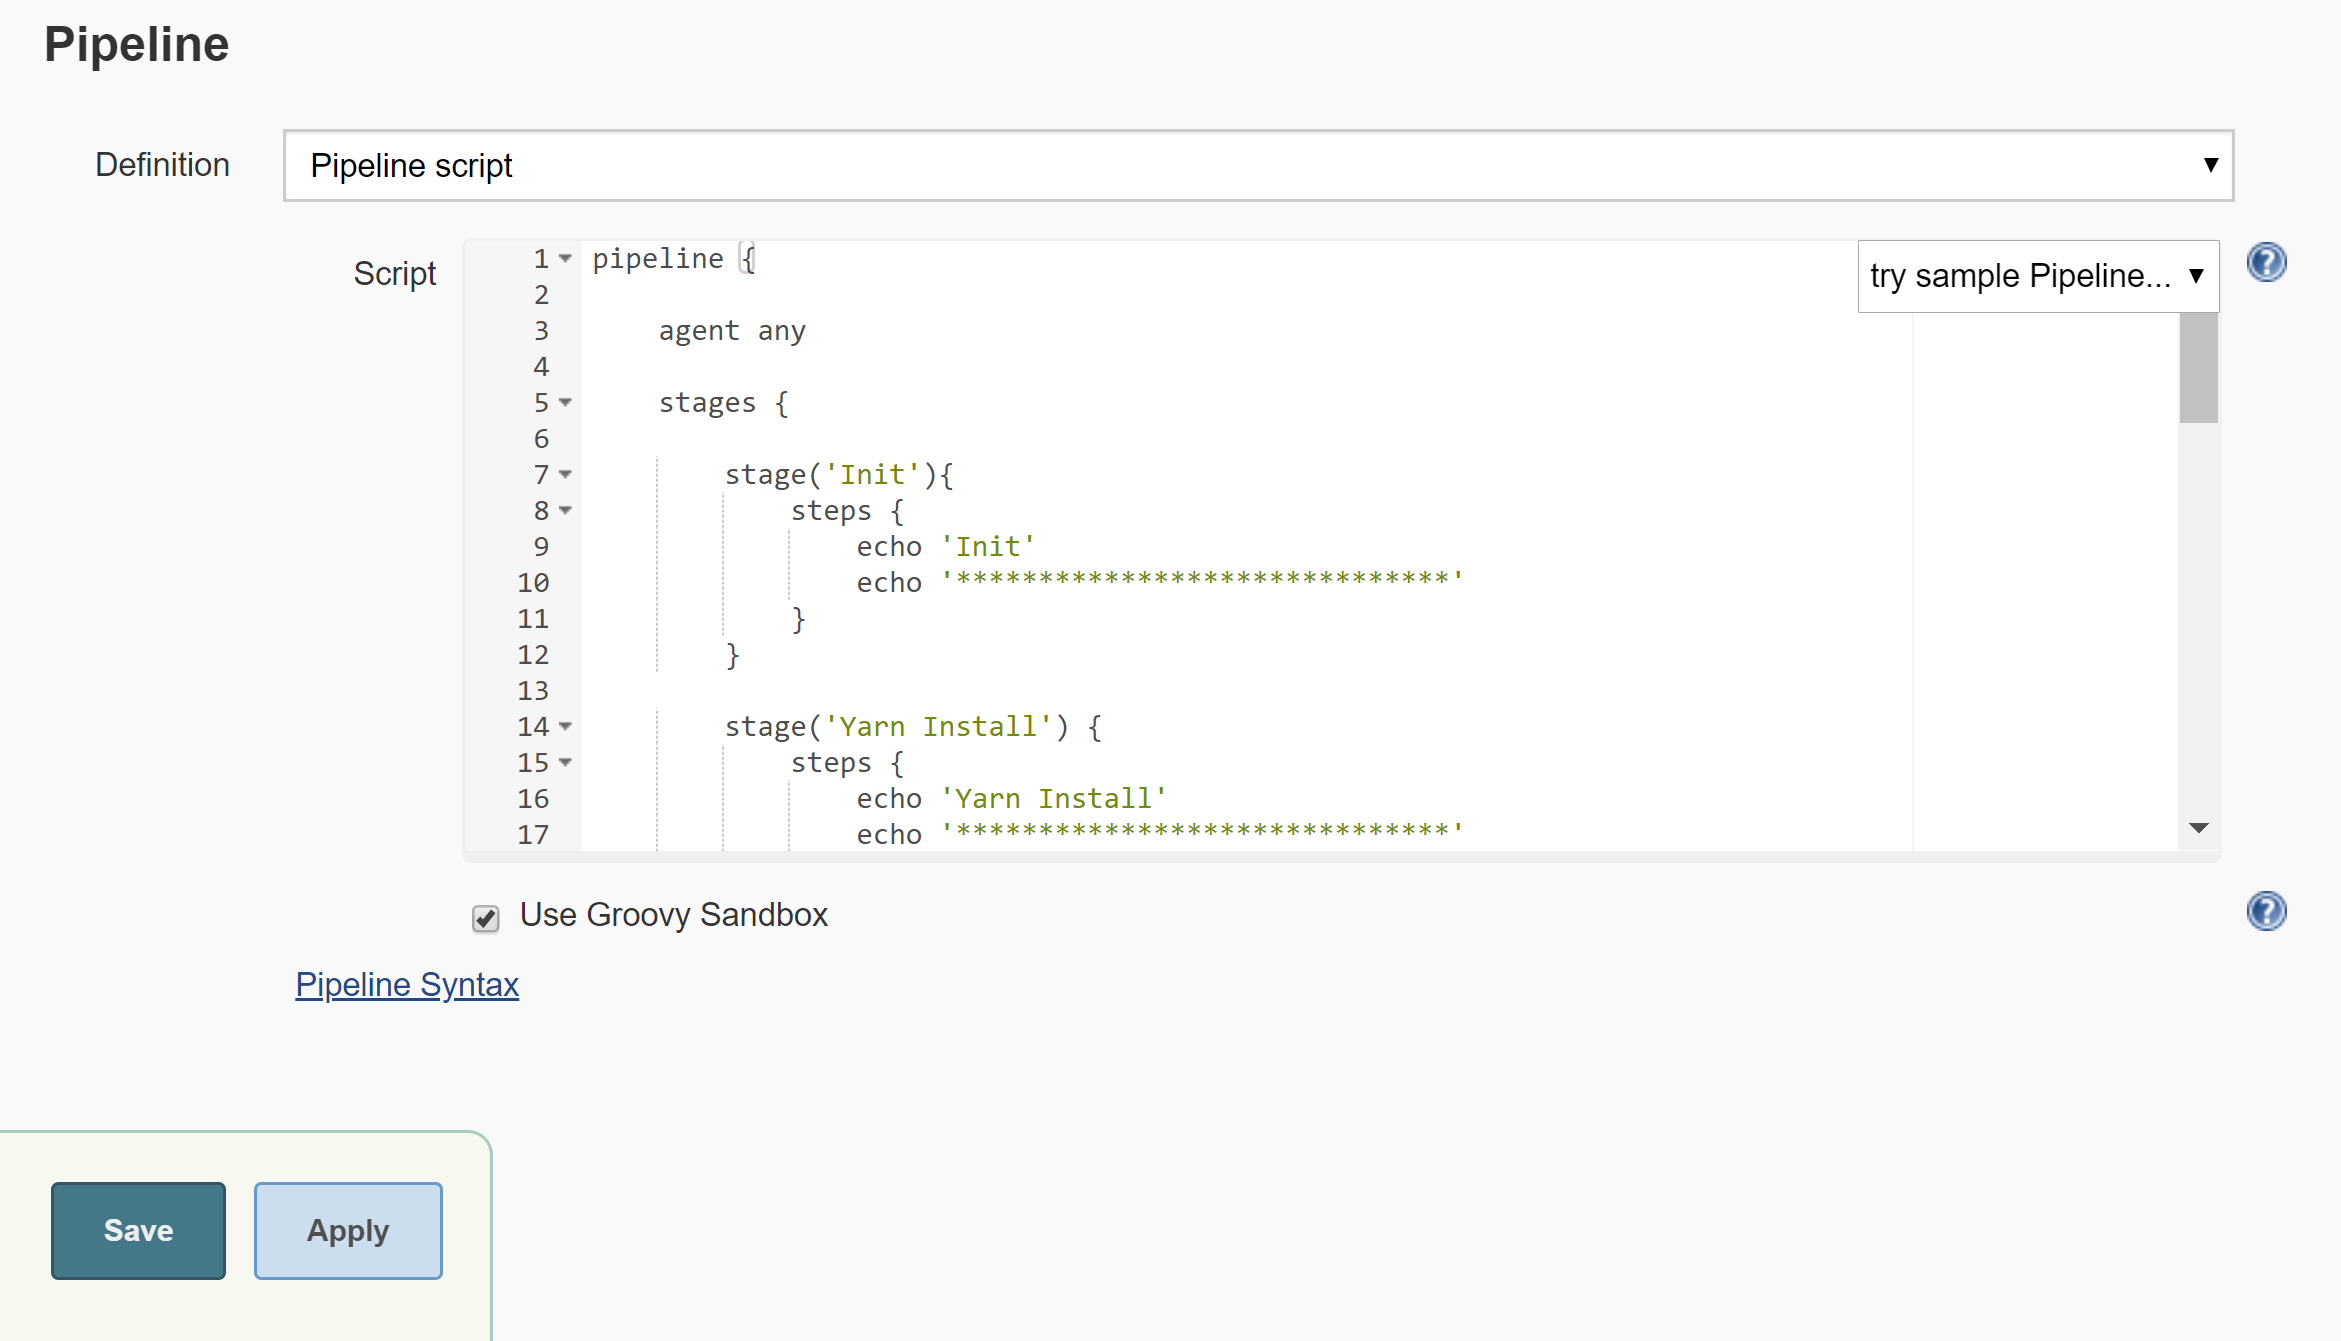 Pipeline
Definition
Pipeline script
Script
try sample Pipeline...
1 pipeline {
2
3     agent any
4
5     stages {
6
7         stage('Init'){
8             steps {
9                 echo 'Init'
10                 echo '******************************'
11             }
12         }
13
14         stage('Yarn Install') {
15             steps {
16                 echo 'Yarn Install'
17                 echo '******************************'
Use Groovy Sandbox
Pipeline Syntax
Save
Apply